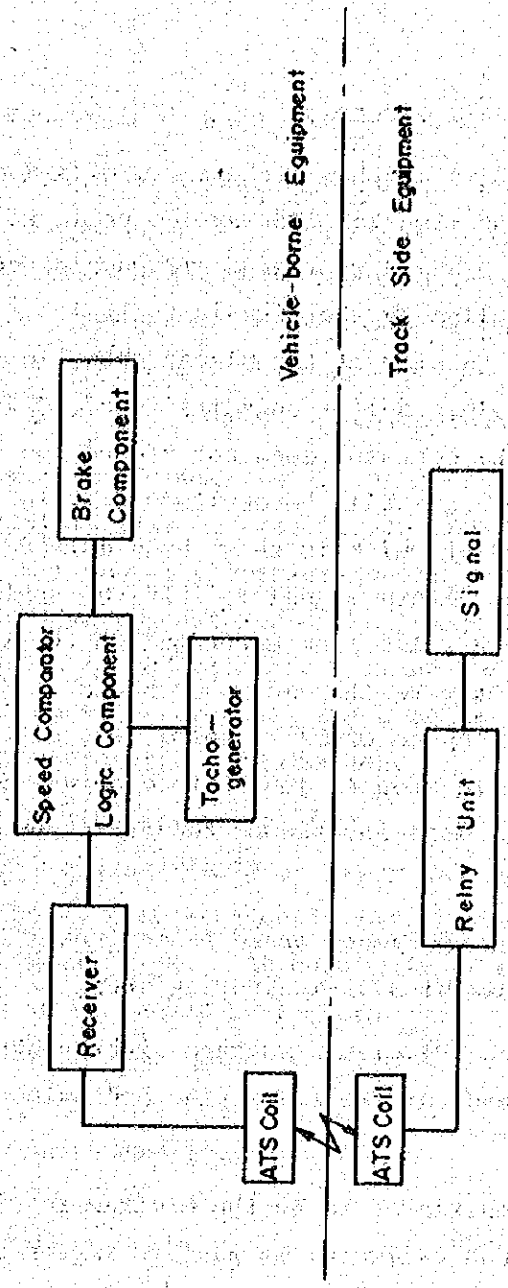 Receiver
Speed Comparator
Logic Component
Brake
Component
Tacho-
generator
ATS Coil
Vehicle-borne Equipment
Track Side Equipment
ATS Coil
Relny Unit
Signal